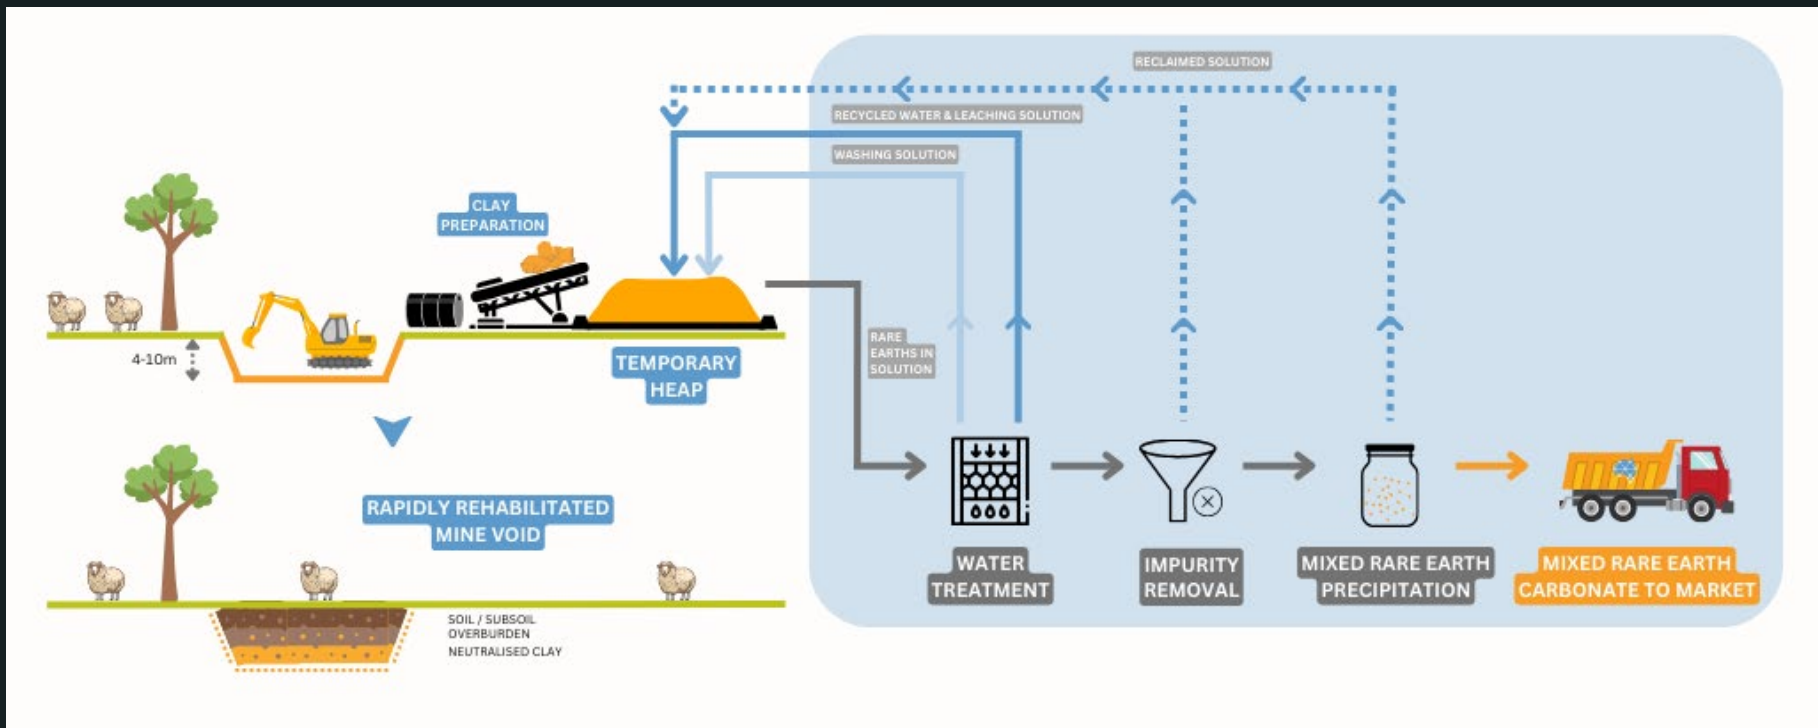 RECLAIMED SOLUTION
RECYCLED WATER & LEACHING SOLUTION
WASHING SOLUTION
CLAY
PREPARATION
4-10m
TEMPORARY
HEAP
RARE
EARTHS IN
SOLUTION
RAPIDLY REHABILITATED
MINE VOID
WATER
TREATMENT
IMPURITY
REMOVAL
MIXED RARE EARTH
PRECIPITATION
MIXED RARE EARTH
CARBONATE TO MARKET
SOIL / SUBSOIL
OVERBURDEN
NEUTRALISED CLAY